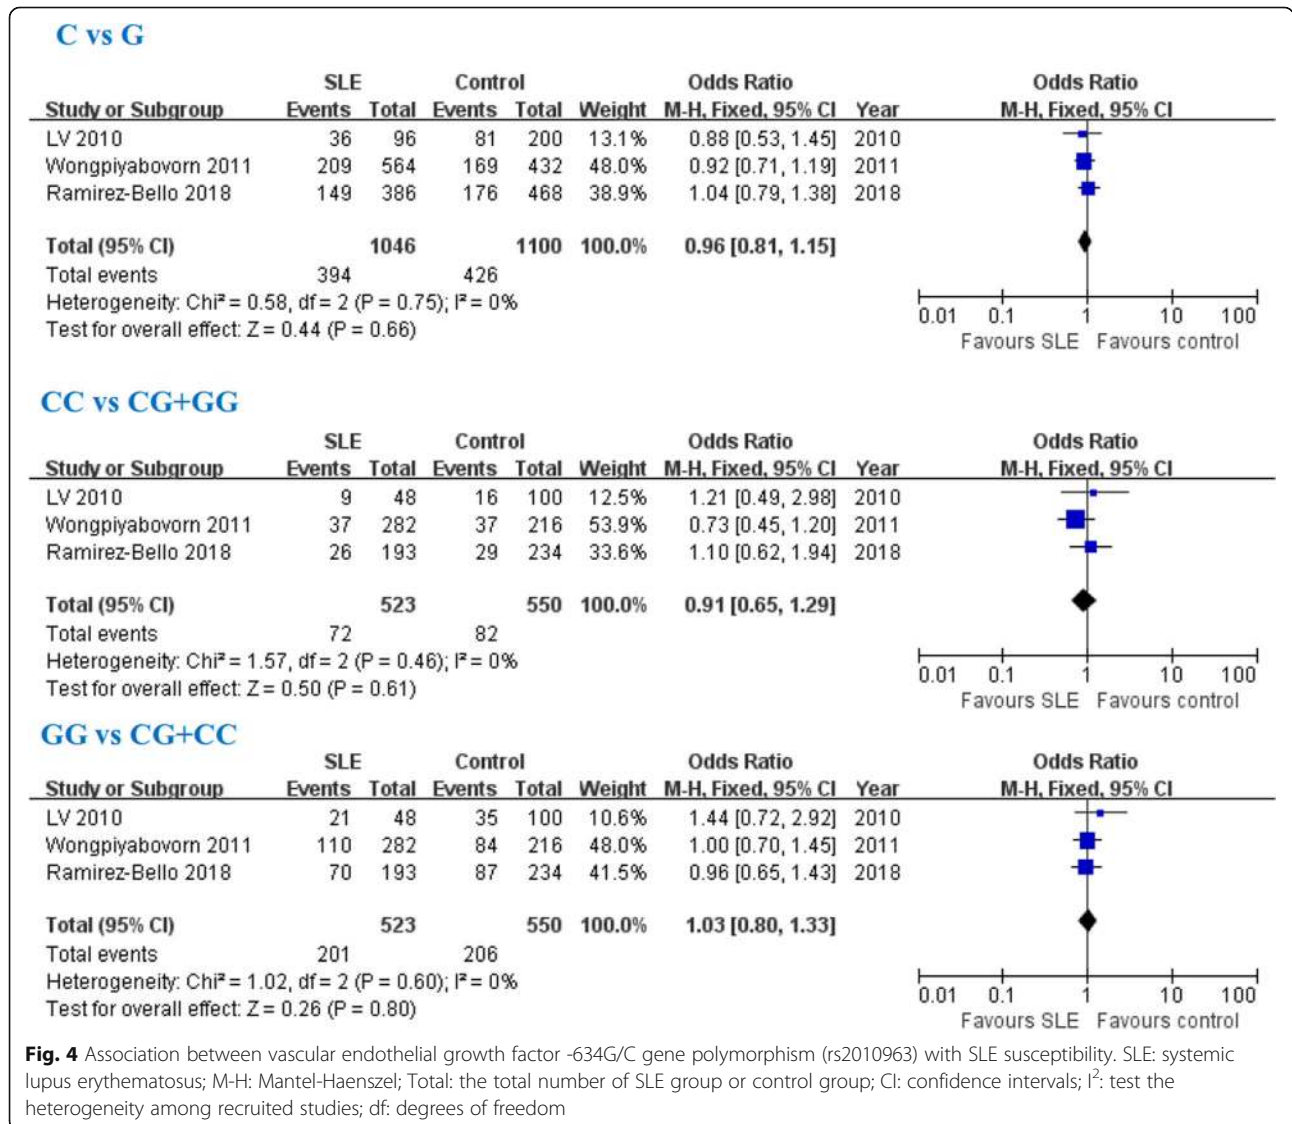 C vs G
SLE Control Odds Ratio Odds Ratio
Study or Subgroup Events Total Events Total Weight M-H, Fixed, 95% CI Year M-H, Fixed, 95% CI
LV 2010 36 96 81 200 13.1% 0.88 [0.53, 1.45] 2010
Wongpiyabovorn 2011 209 564 169 432 48.0% 0.92 [0.71, 1.19] 2011
Ramirez-Bello 2018 149 386 176 468 38.9% 1.04 [0.79, 1.38] 2018
Total (95% CI) 1046 1100 100.0% 0.96 [0.81, 1.15]
Total events 394 426
Heterogeneity: Chi² = 0.58, df = 2 (P = 0.75); I² = 0%
Test for overall effect: Z = 0.44 (P = 0.66)
0.01 0.1 1 10 100
Favours SLE Favours control
CC vs CG+GG
SLE Control Odds Ratio Odds Ratio
Study or Subgroup Events Total Events Total Weight M-H, Fixed, 95% CI Year M-H, Fixed, 95% CI
LV 2010 9 48 16 100 12.5% 1.21 [0.49, 2.98] 2010
Wongpiyabovorn 2011 37 282 37 216 53.9% 0.73 [0.45, 1.20] 2011
Ramirez-Bello 2018 26 193 29 234 33.6% 1.10 [0.62, 1.94] 2018
Total (95% CI) 523 550 100.0% 0.91 [0.65, 1.29]
Total events 72 82
Heterogeneity: Chi² = 1.57, df = 2 (P = 0.46); I² = 0%
Test for overall effect: Z = 0.50 (P = 0.61)
0.01 0.1 1 10 100
Favours SLE Favours control
GG vs CG+CC
SLE Control Odds Ratio Odds Ratio
Study or Subgroup Events Total Events Total Weight M-H, Fixed, 95% CI Year M-H, Fixed, 95% CI
LV 2010 21 48 35 100 10.6% 1.44 [0.72, 2.92] 2010
Wongpiyabovorn 2011 110 282 84 216 48.0% 1.00 [0.70, 1.45] 2011
Ramirez-Bello 2018 70 193 87 234 41.5% 0.96 [0.65, 1.43] 2018
Total (95% CI) 523 550 100.0% 1.03 [0.80, 1.33]
Total events 201 206
Heterogeneity: Chi² = 1.02, df = 2 (P = 0.60); I² = 0%
Test for overall effect: Z = 0.26 (P = 0.80)
0.01 0.1 1 10 100
Favours SLE Favours control
Fig. 4 Association between vascular endothelial growth factor -634G/C gene polymorphism (rs2010963) with SLE susceptibility. SLE: systemic
lupus erythematosus; M-H: Mantel-Haenszel; Total: the total number of SLE group or control group; CI: confidence intervals; I²: test the
heterogeneity among recruited studies; df: degrees of freedom